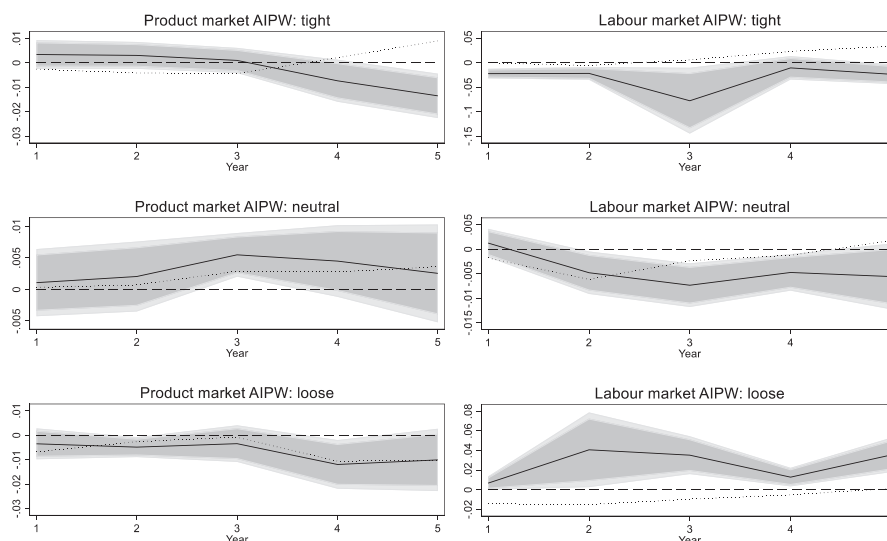 Product market AIPW: tight
.01
0
-.01
-.02
-.03
1 2 3 4 5
Year
Labour market AIPW: tight
.05
0
-.05
-.1
-.15
1 2 3 4
Year
Product market AIPW: neutral
.01
.005
0
-.005
1 2 3 4 5
Year
Labour market AIPW: neutral
.005
0
-.005
-.01
-.015
1 2 3 4
Year
Product market AIPW: loose
.01
0
-.01
-.02
-.03
1 2 3 4 5
Year
Labour market AIPW: loose
.08
.06
.04
.02
0
-.02
1 2 3 4
Year